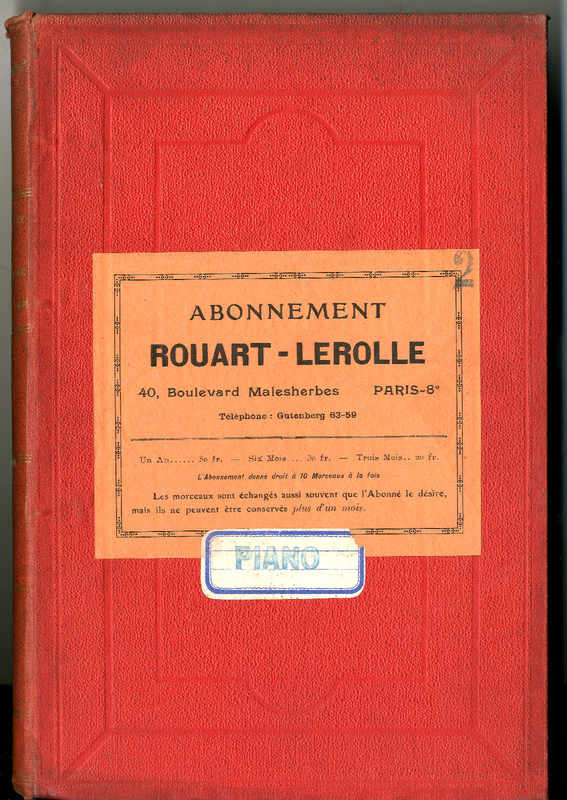 2
ABONNEMENT
ROUART - LEROLLE
40, Boulevard Malesherbes PARIS-8e
Téléphone : Gutenberg 63-59
Un An...... 50 fr. — Six Mois.... 30 fr. — Trois Mois.. 20 fr.
L'Abonnement donne droit à 10 Morceaux à la fois
Les morceaux sont échangés aussi souvent que l'Abonné le désire,
mais ils ne peuvent être conservés plus d'un mois.
PIANO